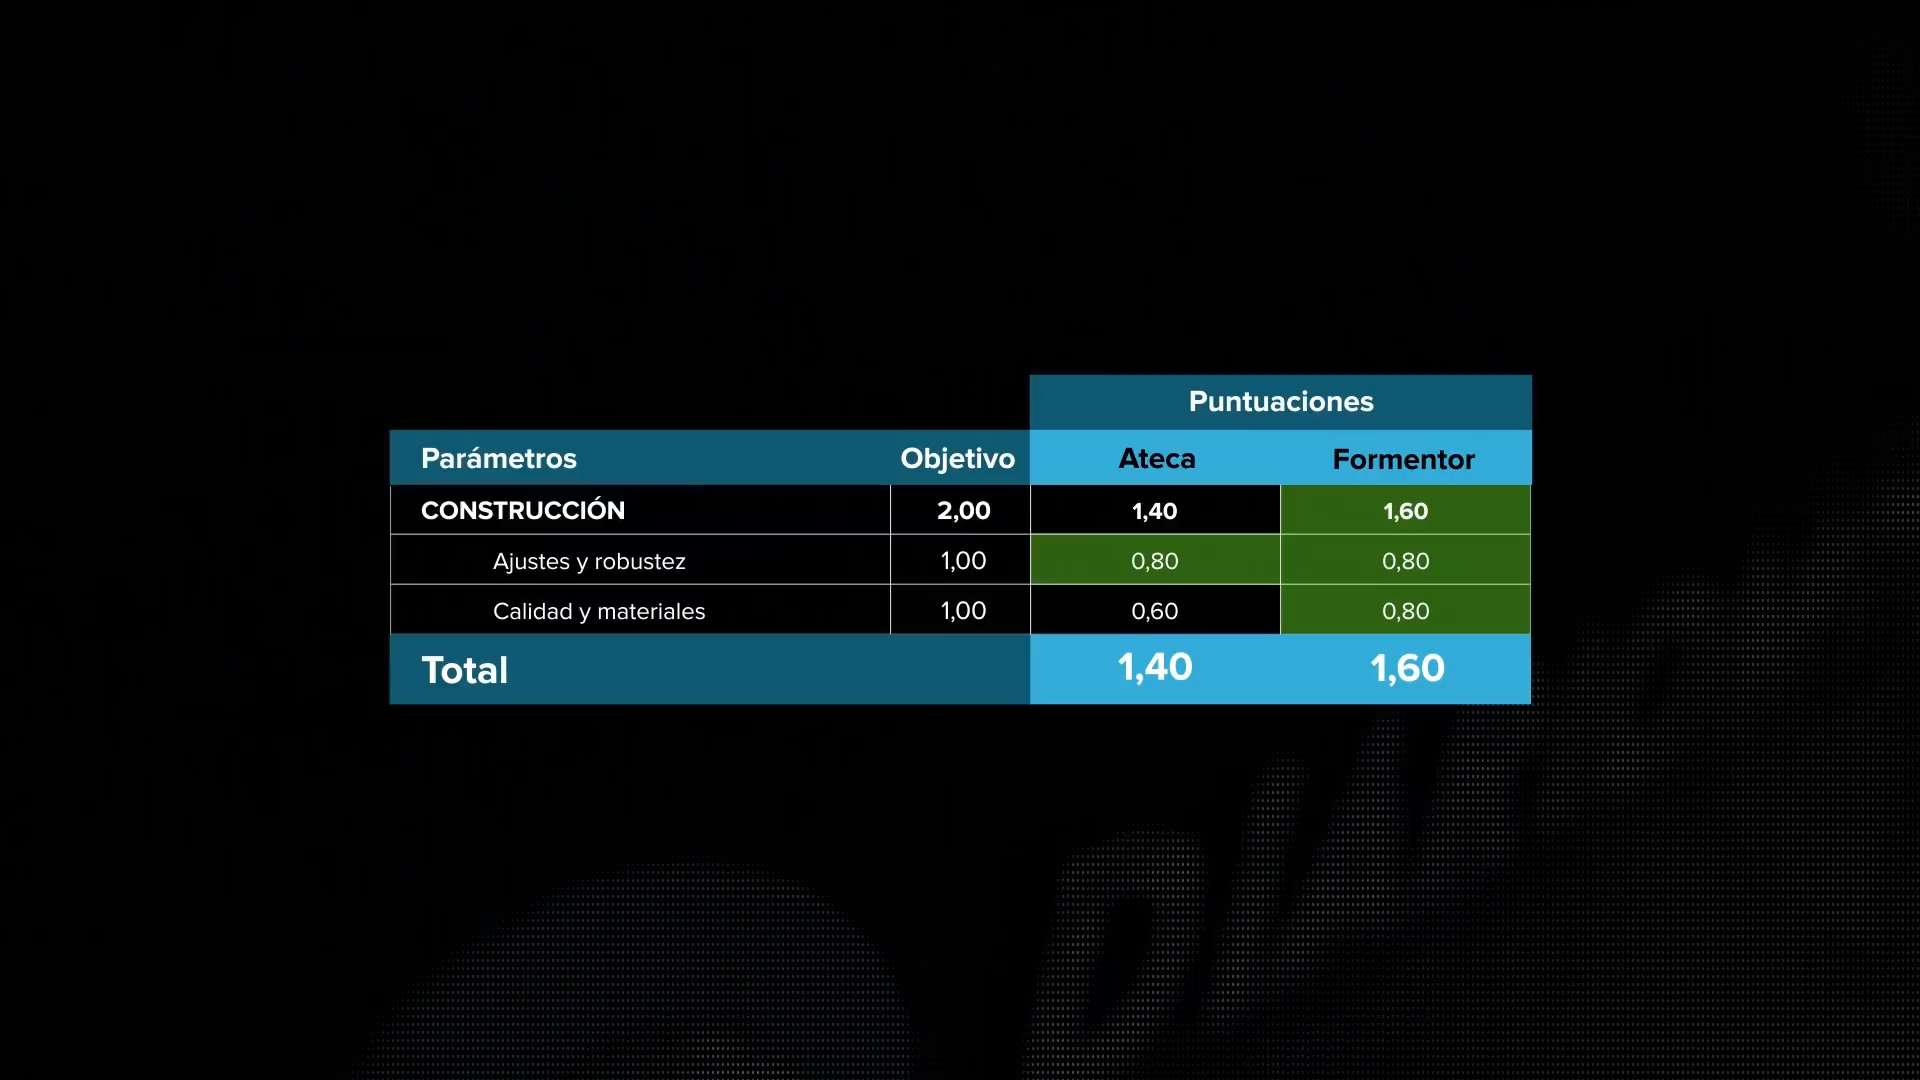 Puntuaciones
Parámetros Objetivo Ateca Formentor
CONSTRUCCIÓN 2,00 1,40 1,60
Ajustes y robustez 1,00 0,80 0,80
Calidad y materiales 1,00 0,60 0,80
Total 1,40 1,60